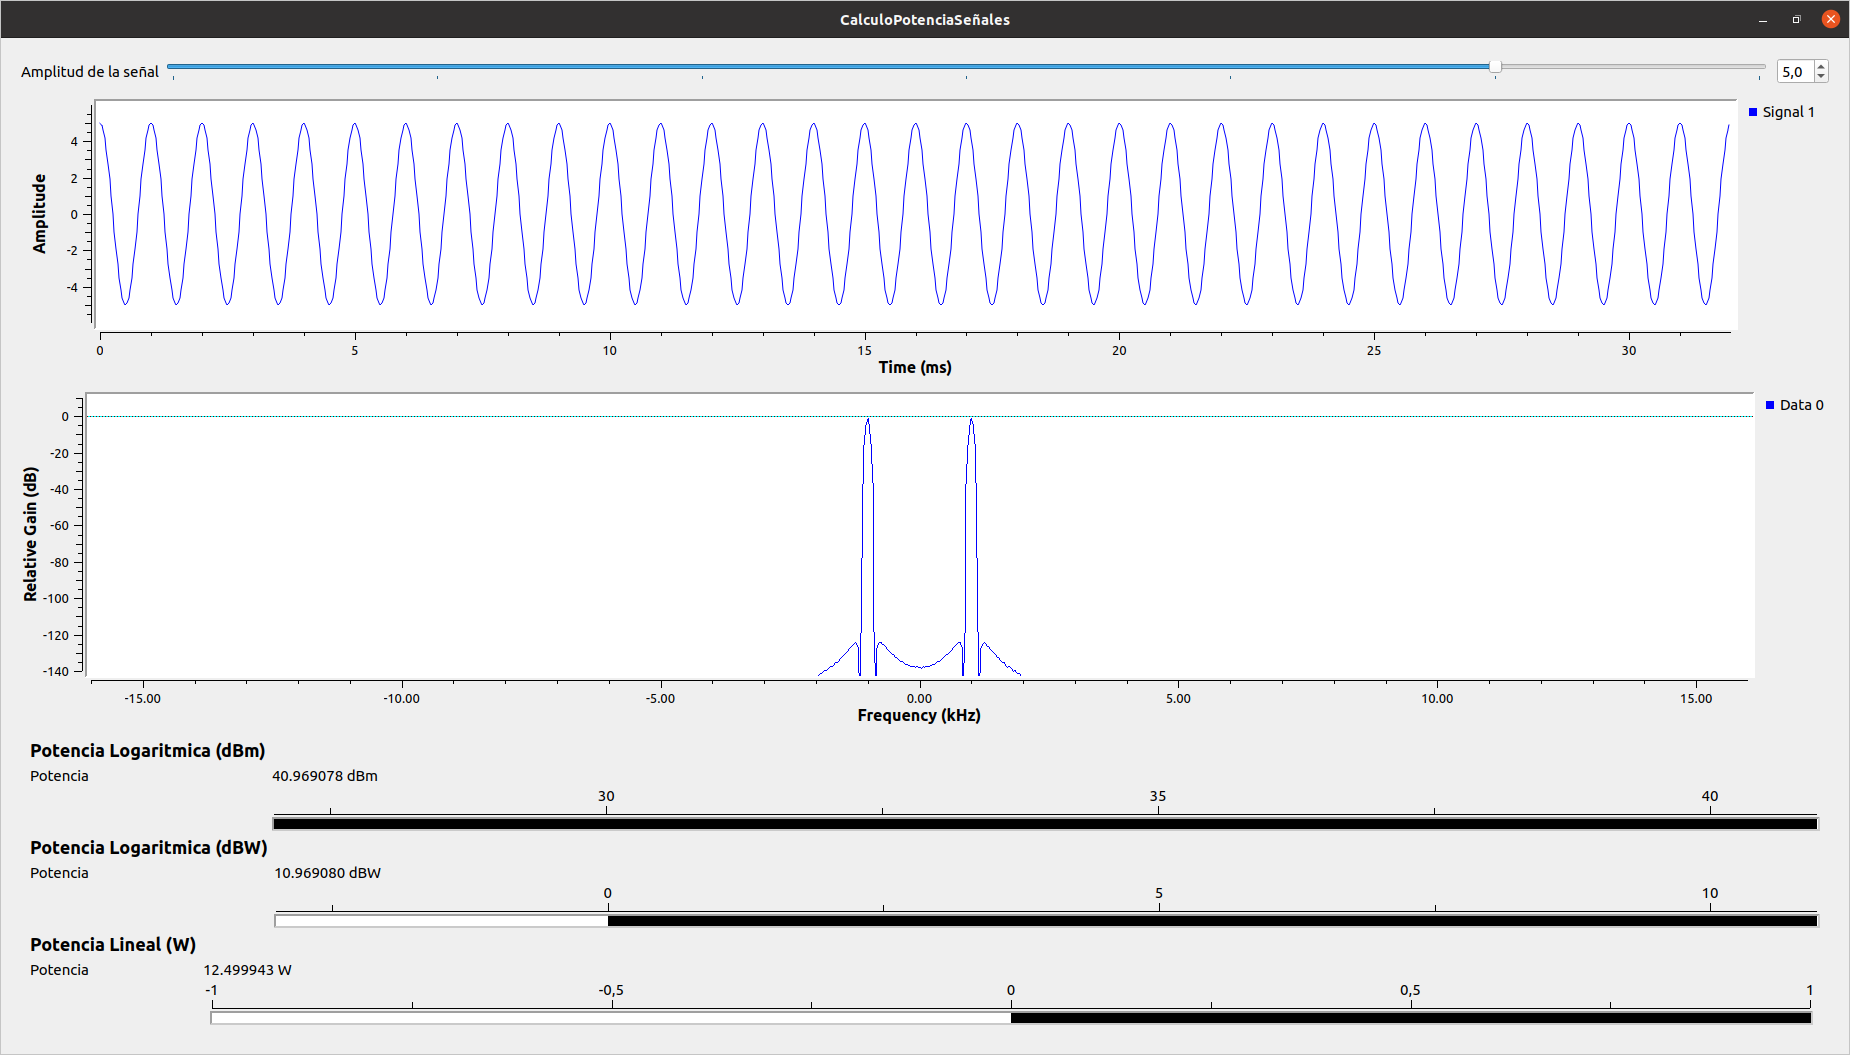 CalculoPotenciaSeñales
Amplitud de la señal
5,0
Signal 1
Amplitude
4
2
0
-2
-4
0 5 10 15 20 25 30
Time (ms)
Data 0
Relative Gain (dB)
0
-20
-40
-60
-80
-100
-120
-140
-15.00 -10.00 -5.00 0.00 5.00 10.00 15.00
Frequency (kHz)
Potencia Logaritmica (dBm)
Potencia 40.969078 dBm
30 35 40
Potencia Logaritmica (dBW)
Potencia 10.969080 dBW
0 5 10
Potencia Lineal (W)
Potencia 12.499943 W
-1 -0,5 0 0,5 1